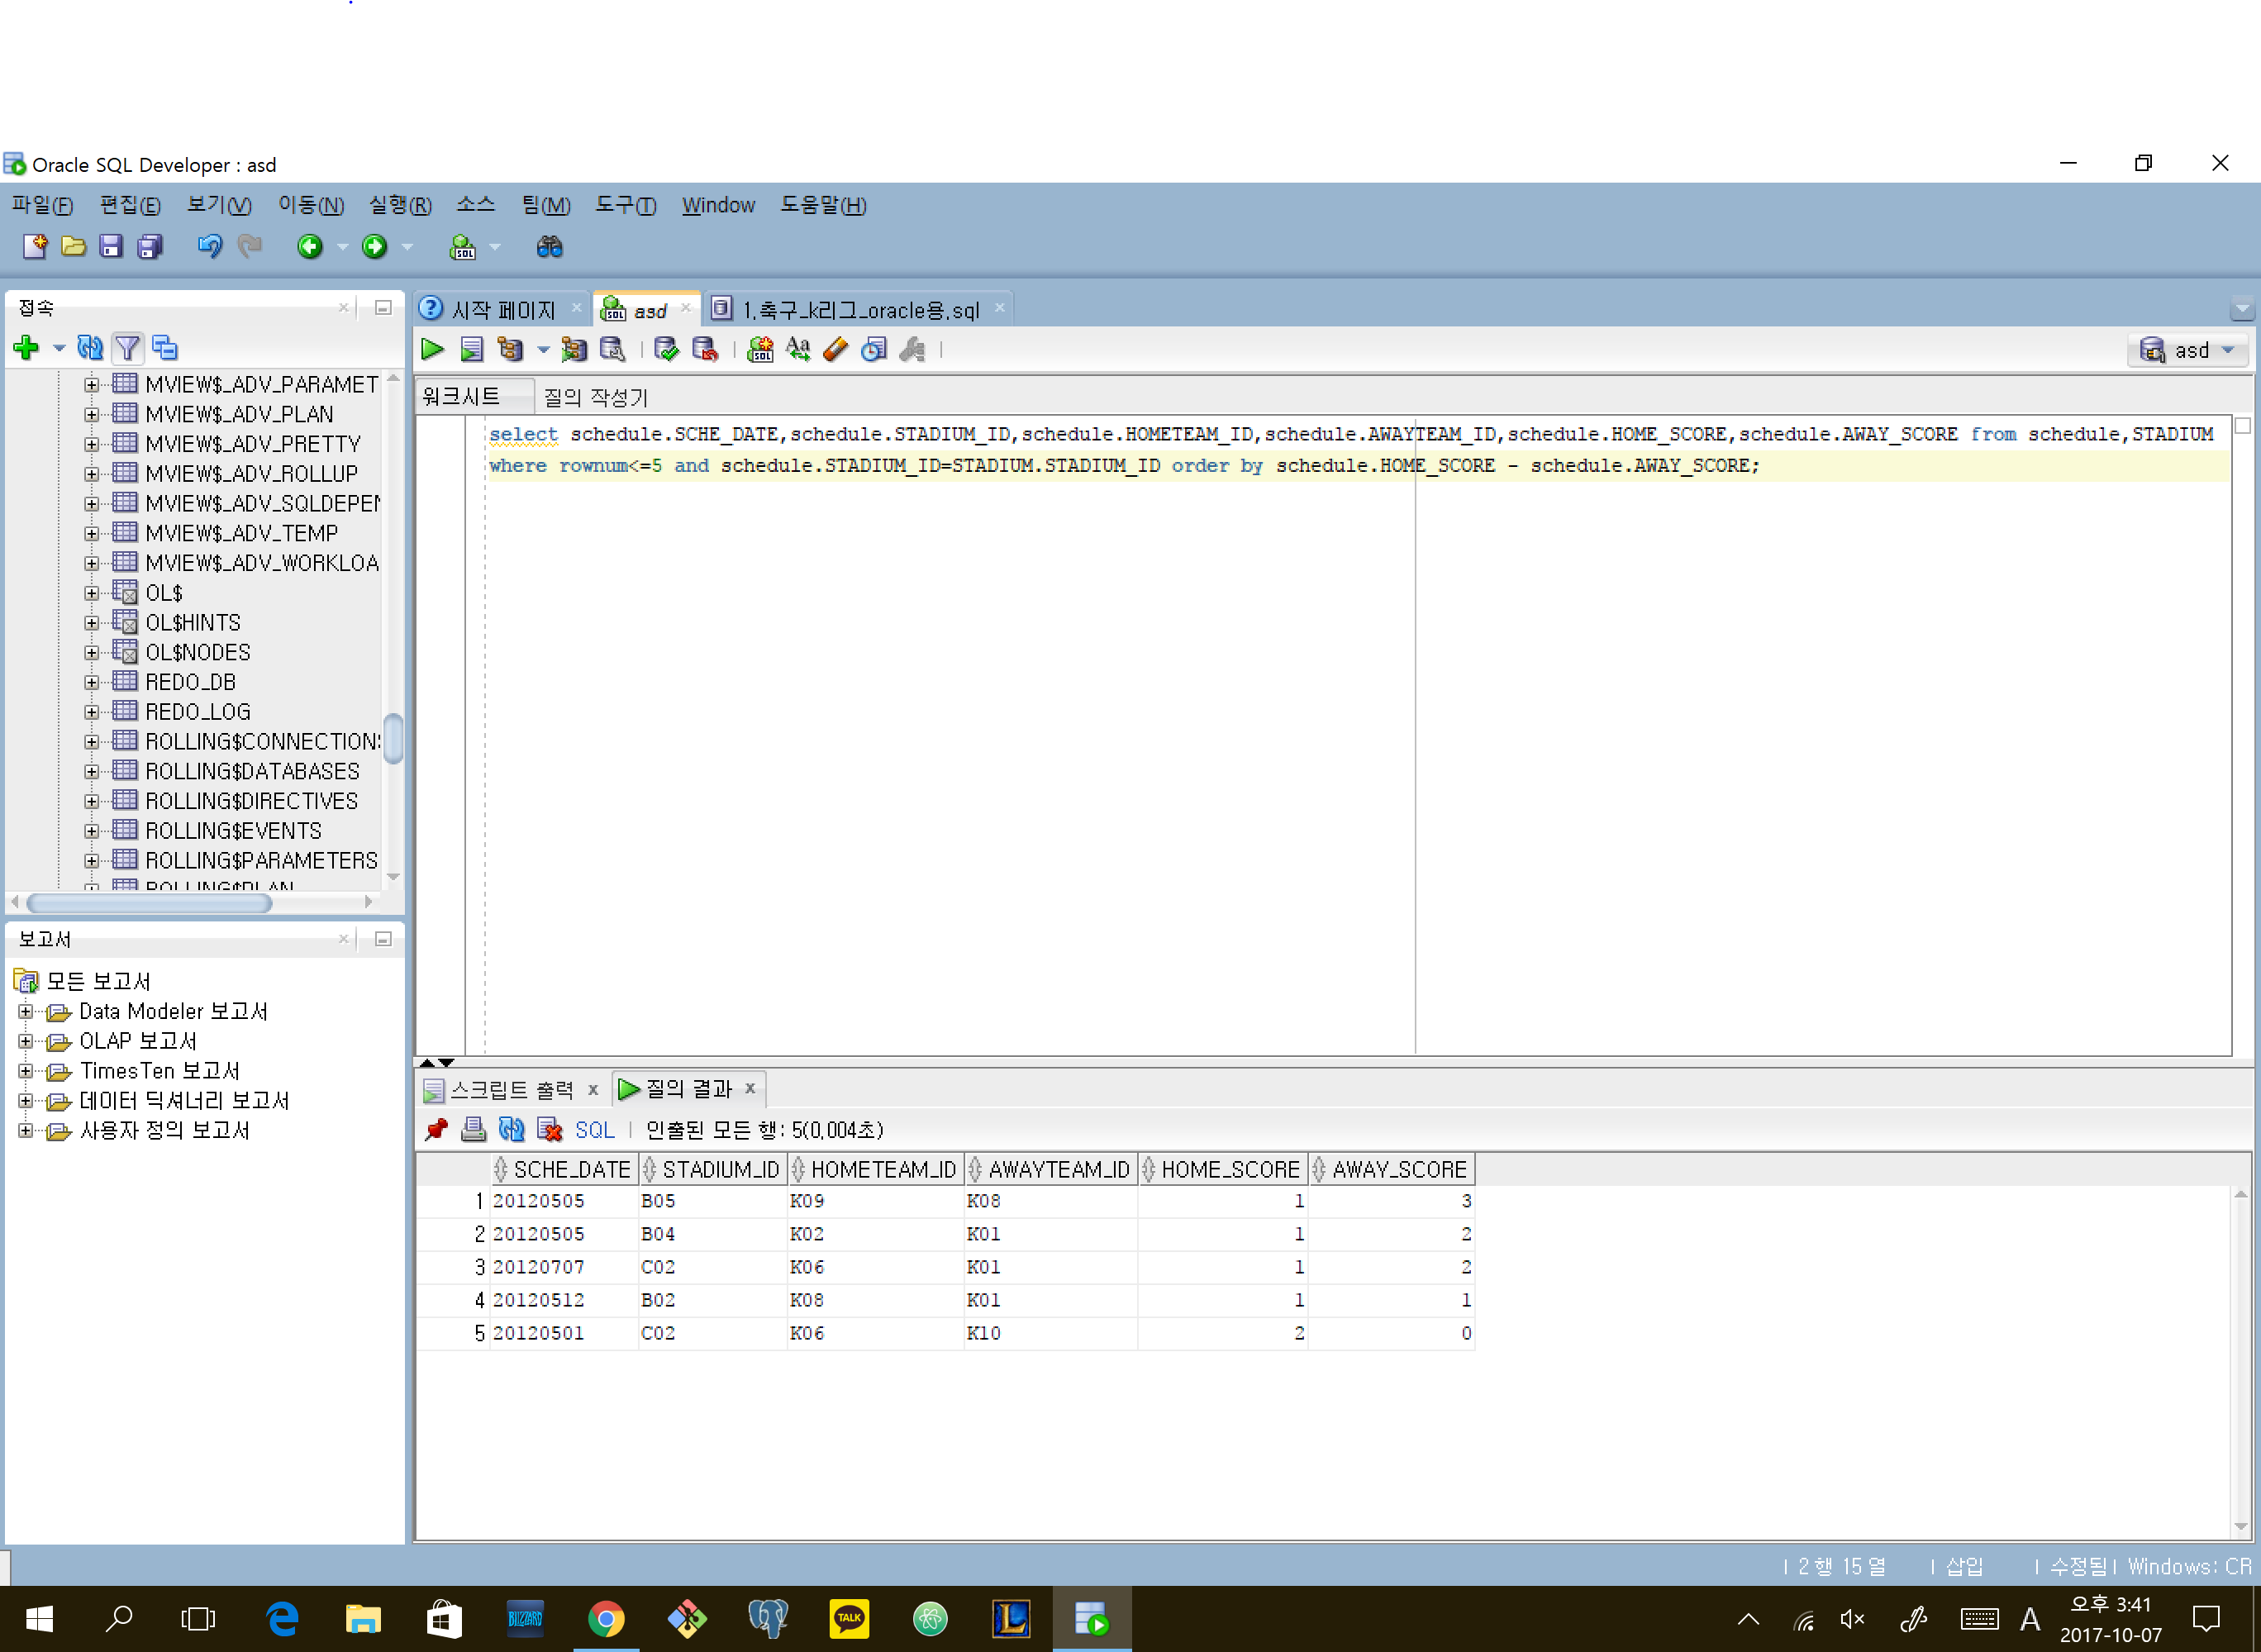 Oracle SQL Developer : asd
파일(F) 편집(E) 보기(V) 이동(N) 실행(R) 소스 팀(M) 도구(T) Window 도움말(H)
접속
MVIEW$_ADV_PARAMET
MVIEW$_ADV_PLAN
MVIEW$_ADV_PRETTY
MVIEW$_ADV_ROLLUP
MVIEW$_ADV_SQLDEPEN
MVIEW$_ADV_TEMP
MVIEW$_ADV_WORKLOA
OL$
OL$HINTS
OL$NODES
REDO_DB
REDO_LOG
ROLLING$CONNECTIONS
ROLLING$DATABASES
ROLLING$DIRECTIVES
ROLLING$EVENTS
ROLLING$PARAMETERS
ROLLING$PLAN
보고서
모든 보고서
Data Modeler 보고서
OLAP 보고서
TimesTen 보고서
데이터 딕셔너리 보고서
사용자 정의 보고서
시작 페이지 asd 1.축구_k리그_oracle용.sql
asd
워크시트 질의 작성기
select schedule.SCHE_DATE,schedule.STADIUM_ID,schedule.HOMETEAM_ID,schedule.AWAYTEAM_ID,schedule.HOME_SCORE,schedule.AWAY_SCORE from schedule,STADIUM
where rownum<=5 and schedule.STADIUM_ID=STADIUM.STADIUM_ID order by schedule.HOME_SCORE - schedule.AWAY_SCORE;
스크립트 출력 x 질의 결과 x
SQL 인출된 모든 행: 5(0.004초)
SCHE_DATE STADIUM_ID HOMETEAM_ID AWAYTEAM_ID HOME_SCORE AWAY_SCORE
1 20120505 B05 K09 K08 1 3
2 20120505 B04 K02 K01 1 2
3 20120707 C02 K06 K01 1 2
4 20120512 B02 K08 K01 1 1
5 20120501 C02 K06 K10 2 0
2 행 15 열 삽입 수정됨 Windows: CR
BLIZZARD
TALK
L
A
오후 3:41
2017-10-07